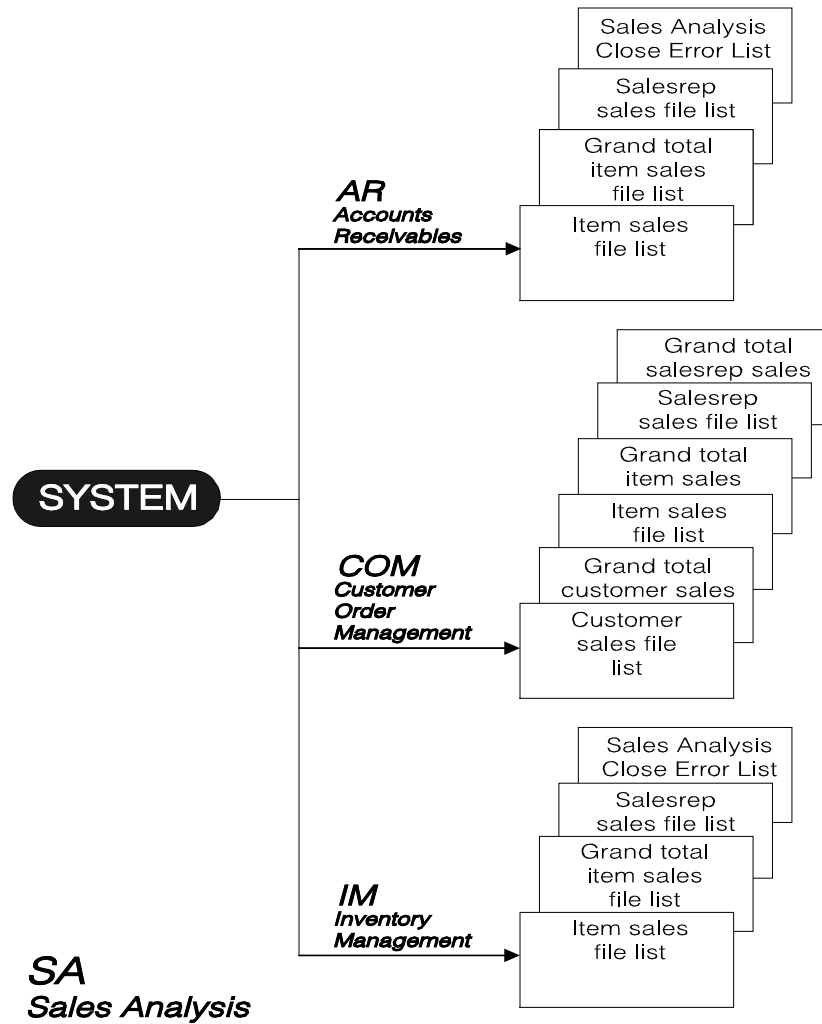 Sales Analysis
Close Error List
Salesrep
sales file list
Grand total
item sales
file list
Item sales
file list
AR
Accounts
Receivables
Grand total
salesrep sales
Salesrep
sales file list
Grand total
item sales
Item sales
file list
Grand total
customer sales
Customer
sales file
list
SYSTEM
COM
Customer
Order
Management
Sales Analysis
Close Error List
Salesrep
sales file list
Grand total
item sales
file list
Item sales
file list
IM
Inventory
Management
SA
Sales Analysis